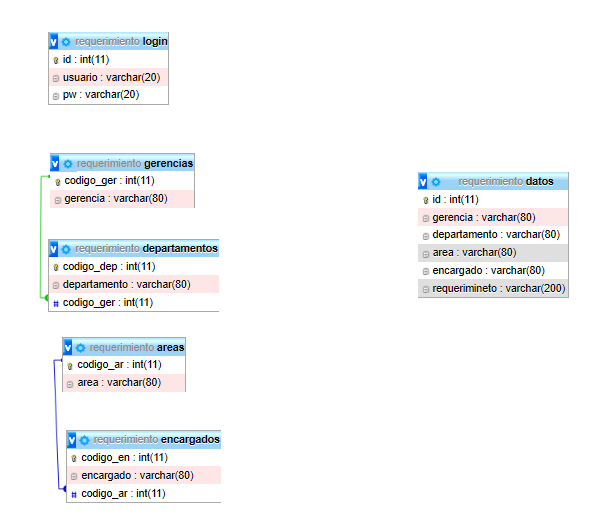 requerimiento login
id : int(11)
usuario : varchar(20)
pw : varchar(20)
requerimiento gerencias
codigo_ger : int(11)
gerencia : varchar(80)
requerimiento departamentos
codigo_dep : int(11)
departamento : varchar(80)
# codigo_ger : int(11)
requerimiento areas
codigo_ar : int(11)
area : varchar(80)
requerimiento encargados
codigo_en : int(11)
encargado : varchar(80)
# codigo_ar : int(11)
requerimiento datos
id : int(11)
gerencia : varchar(80)
departamento : varchar(80)
area : varchar(80)
encargado : varchar(80)
requerimineto : varchar(200)